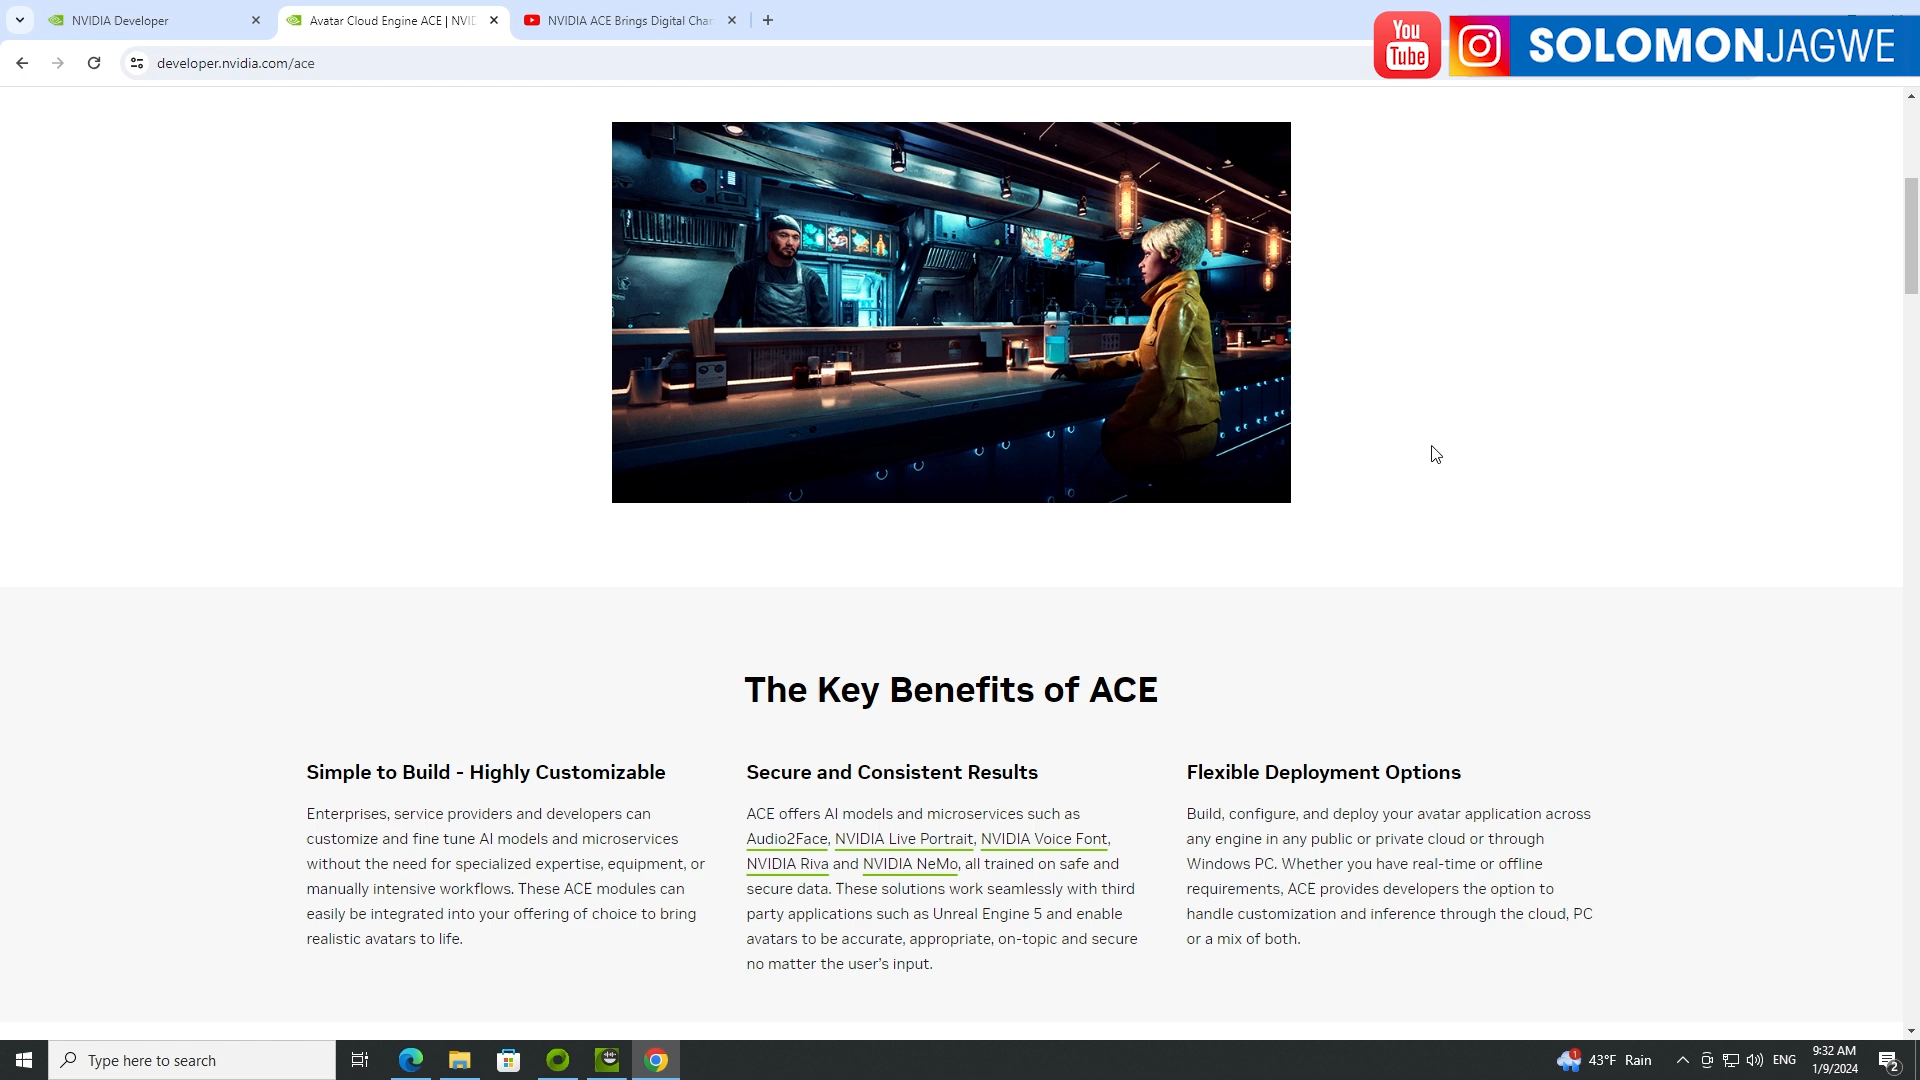 NVIDIA Developer
Avatar Cloud Engine ACE | NVID
NVIDIA ACE Brings Digital Char
You
Tube
SOLOMONJAGWE
developer.nvidia.com/ace
The Key Benefits of ACE
Simple to Build - Highly Customizable
Enterprises, service providers and developers can
customize and fine tune AI models and microservices
without the need for specialized expertise, equipment, or
manually intensive workflows. These ACE modules can
easily be integrated into your offering of choice to bring
realistic avatars to life.
Secure and Consistent Results
ACE offers AI models and microservices such as
Audio2Face, NVIDIA Live Portrait, NVIDIA Voice Font,
NVIDIA Riva and NVIDIA NeMo, all trained on safe and
secure data. These solutions work seamlessly with third
party applications such as Unreal Engine 5 and enable
avatars to be accurate, appropriate, on-topic and secure
no matter the user's input.
Flexible Deployment Options
Build, configure, and deploy your avatar application across
any engine in any public or private cloud or through
Windows PC. Whether you have real-time or offline
requirements, ACE provides developers the option to
handle customization and inference through the cloud, PC
or a mix of both.
Type here to search
1
43°F Rain
ENG
9:32 AM
1/9/2024
2